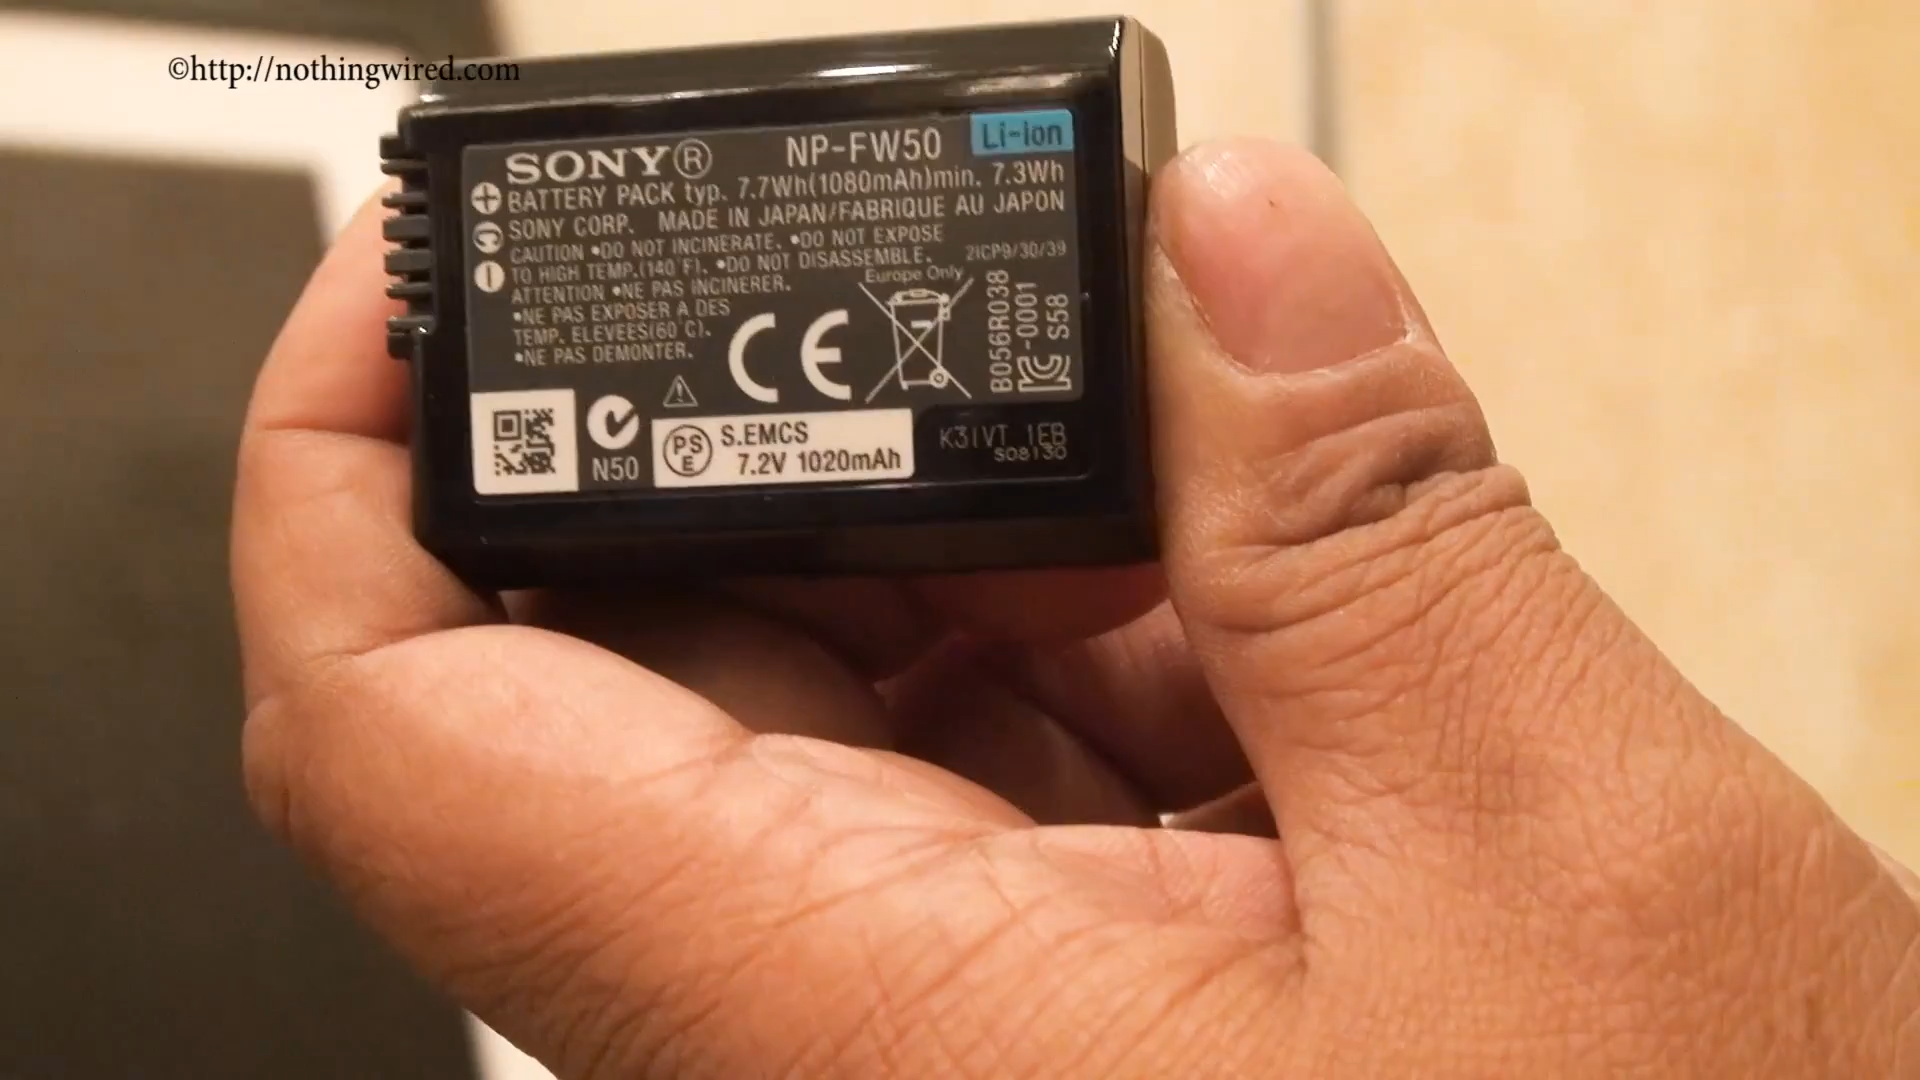 ©http://nothingwired.com
SONY® NP-FW50 Li-ion
BATTERY PACK typ. 7.7Wh(1080mAh)min. 7.3Wh
SONY CORP. MADE IN JAPAN/FABRIQUE AU JAPON
CAUTION •DO NOT INCINERATE. •DO NOT EXPOSE
TO HIGH TEMP.(140°F). •DO NOT DISASSEMBLE.
2ICP9/30/39
ATTENTION •NE PAS INCINERER.
•NE PAS EXPOSER A DES
TEMP. ELEVEES(60°C).
•NE PAS DEMONTER.
Europe Only
CE
B056R038
-0001
S58
N50
PS
E
S.EMCS
7.2V 1020mAh
K31VT 1EB
S08130